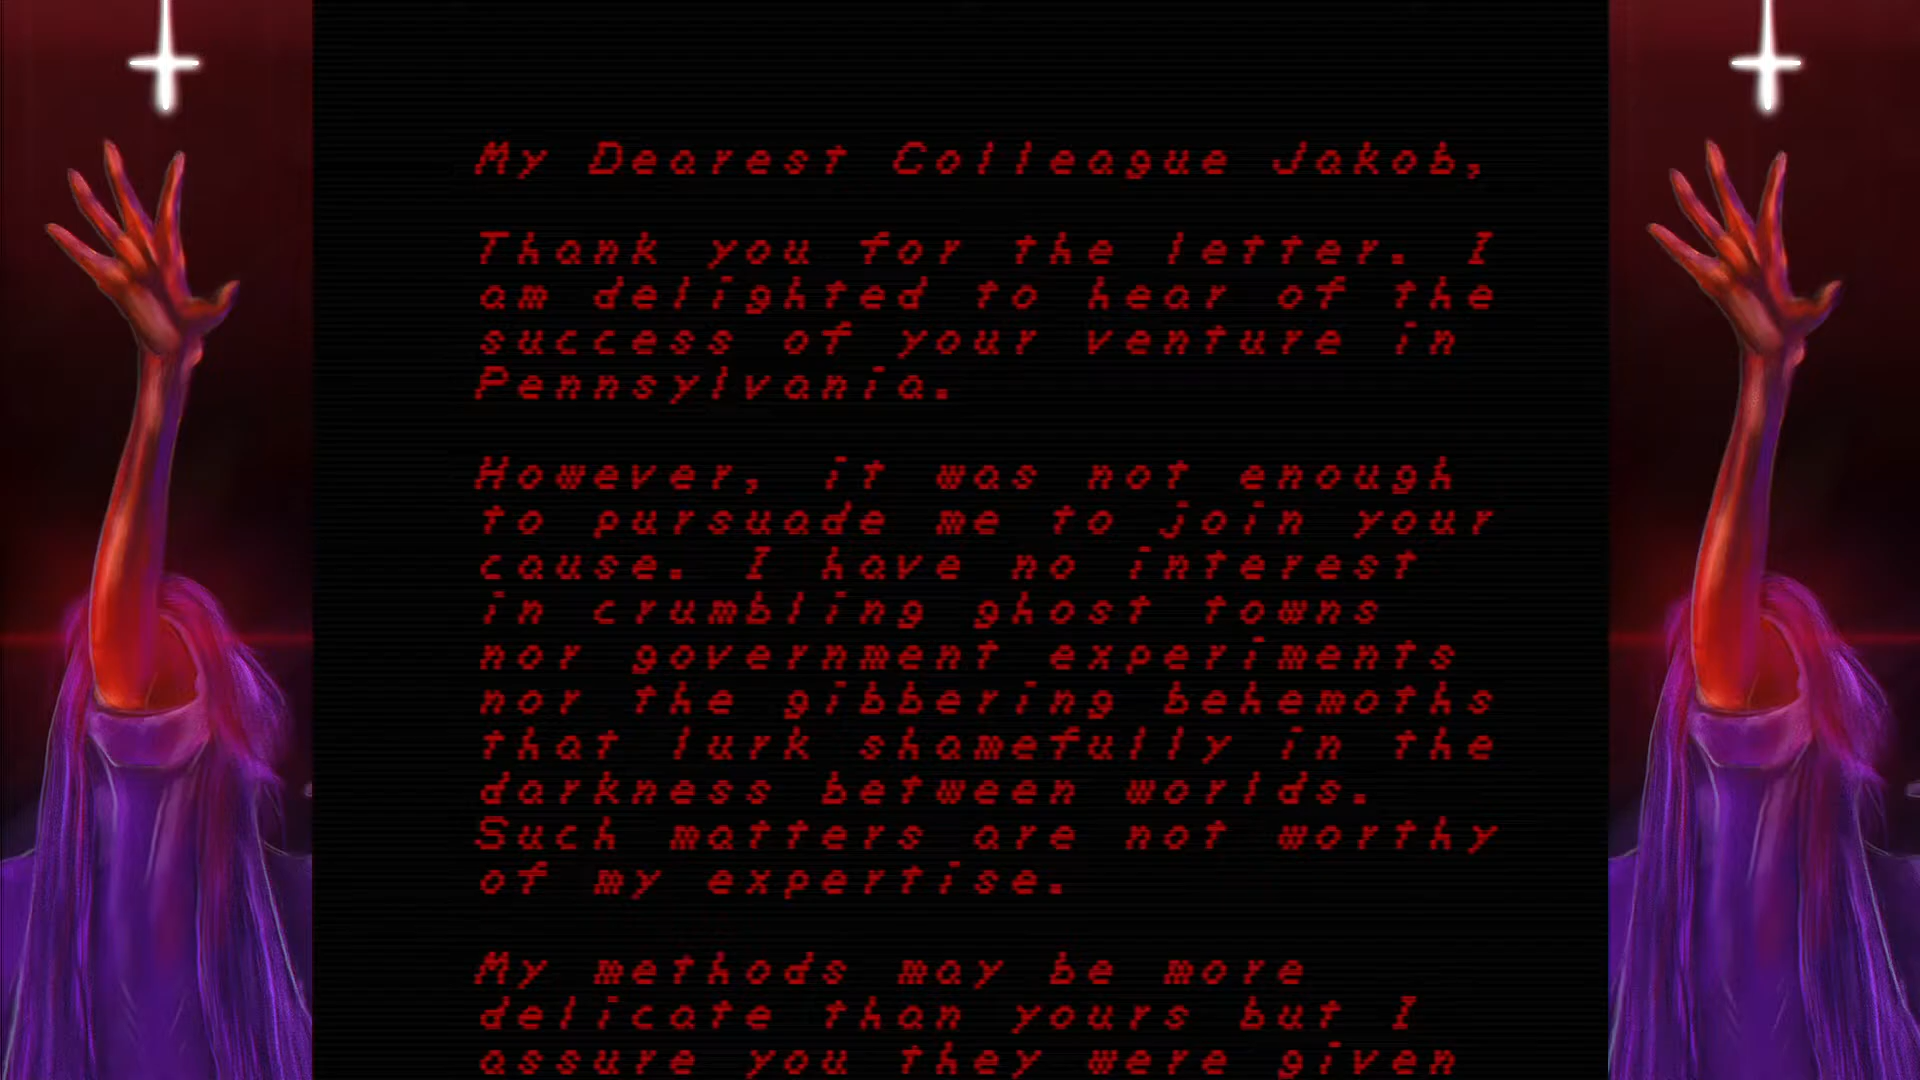 My Dearest Colleague Jakob,
Thank you for the letter. I
am delighted to hear of the
success of your venture in
Pennsylvania.
However, it was not enough
to pursuade me to join your
cause. I have no interest
in crumbling ghost towns
nor government experiments
nor the gibbering behemoths
that lurk shamefully in the
darkness between worlds.
Such matters are not worthy
of my expertise.
My methods may be more
delicate than yours but I
assure you they were given